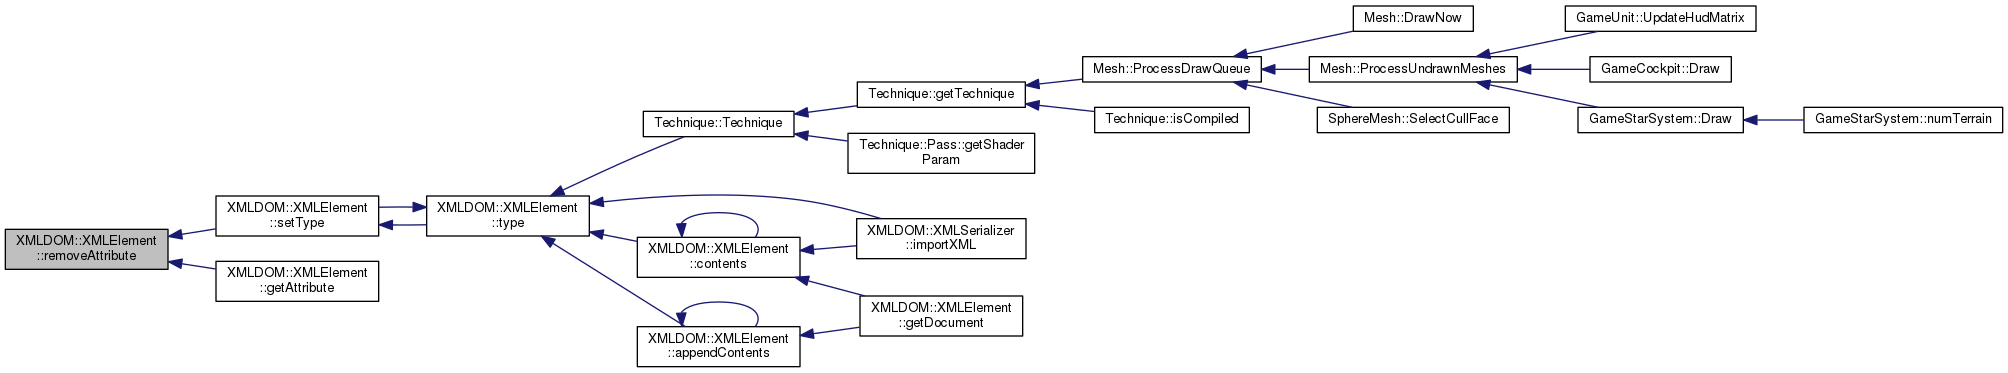 XMLDOM::XMLElement
::removeAttribute
XMLDOM::XMLElement
::setType
XMLDOM::XMLElement
::getAttribute
XMLDOM::XMLElement
::type
Technique::Technique
XMLDOM::XMLElement
::contents
XMLDOM::XMLElement
::appendContents
Technique::getTechnique
Technique::Pass::getShader
Param
XMLDOM::XMLSerializer
::importXML
XMLDOM::XMLElement
::getDocument
Mesh::ProcessDrawQueue
Technique::isCompiled
Mesh::DrawNow
Mesh::ProcessUndrawnMeshes
SphereMesh::SelectCullFace
GameUnit::UpdateHudMatrix
GameCockpit::Draw
GameStarSystem::Draw
GameStarSystem::numTerrain